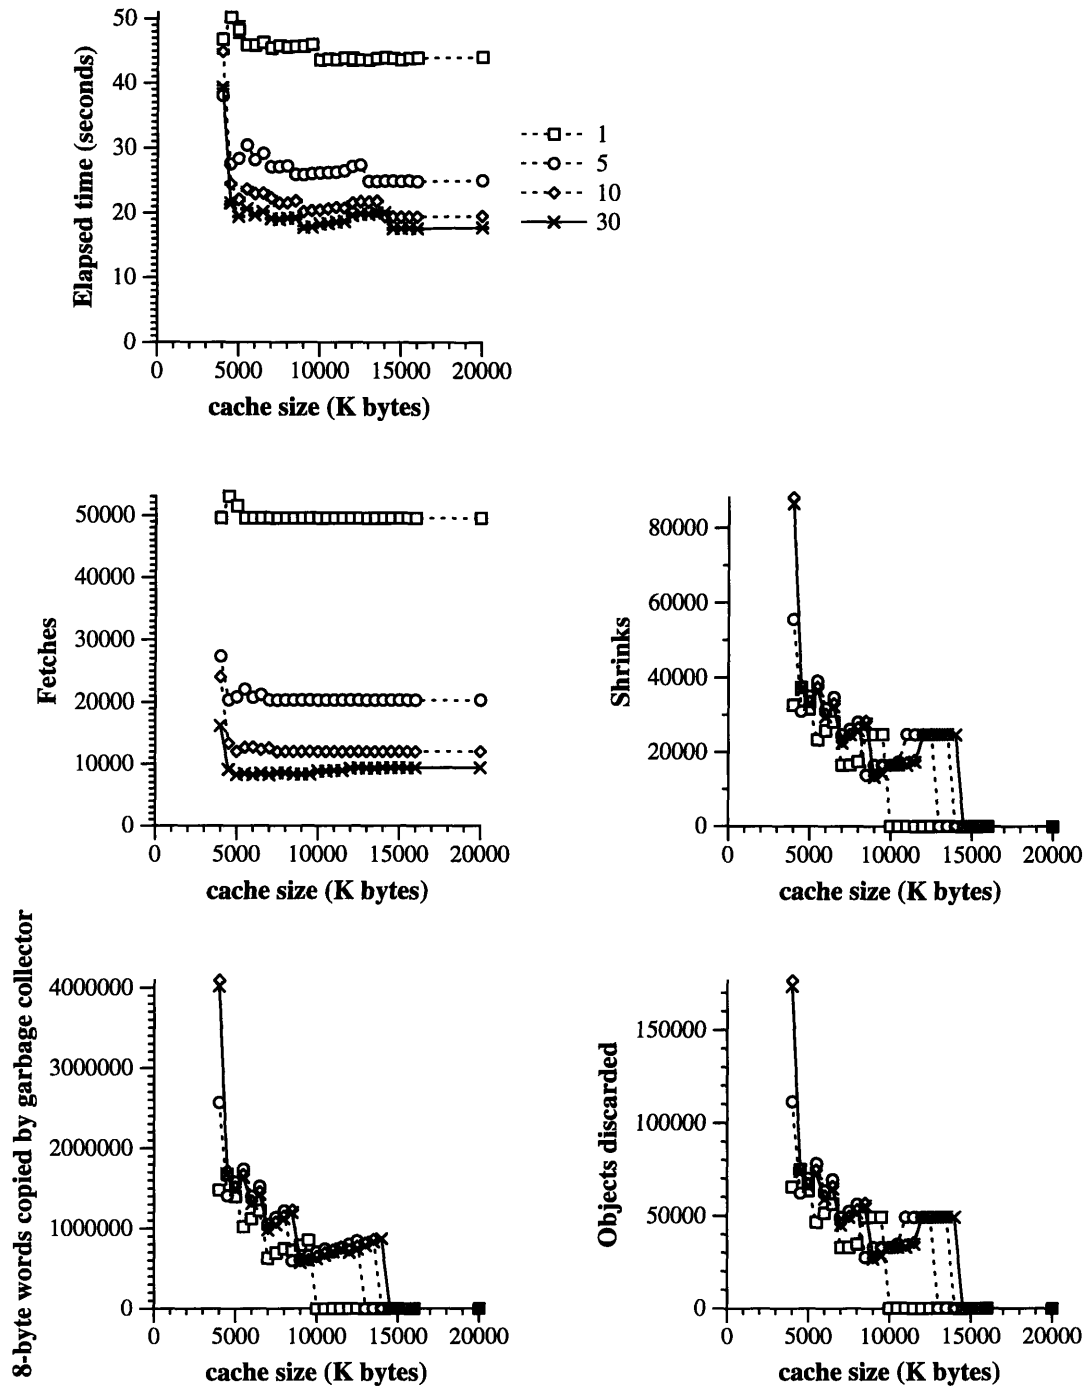 Elapsed time (seconds)
50
40
30
20
10
0
0 5000 10000 15000 20000
cache size (K bytes)
1
5
10
30
Fetches
50000
40000
30000
20000
10000
0
0 5000 10000 15000 20000
cache size (K bytes)
Shrinks
80000
60000
40000
20000
0
0 5000 10000 15000 20000
cache size (K bytes)
8-byte words copied by garbage collector
4000000
3000000
2000000
1000000
0
0 5000 10000 15000 20000
cache size (K bytes)
Objects discarded
150000
100000
50000
0
0 5000 10000 15000 20000
cache size (K bytes)